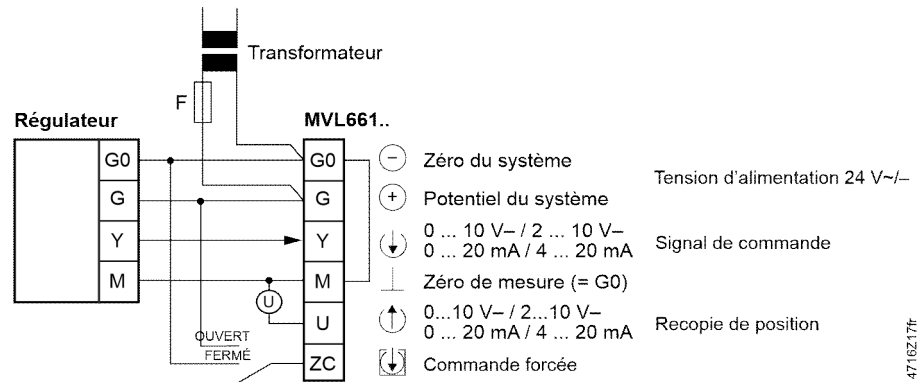 Transformateur
F
Régulateur
MVL661..
G0
G
Y
M
G0
G
Y
M
U
ZC
U
OUVERT
FERMÉ
− Zéro du système
+ Potentiel du système
Tension d'alimentation 24 V~/–
0 ... 10 V– / 2 ... 10 V–
0 ... 20 mA / 4 ... 20 mA
Signal de commande
Zéro de mesure (= G0)
0...10 V– / 2...10 V–
0 ... 20 mA / 4 ... 20 mA
Recopie de position
Commande forcée
4716Z17fr